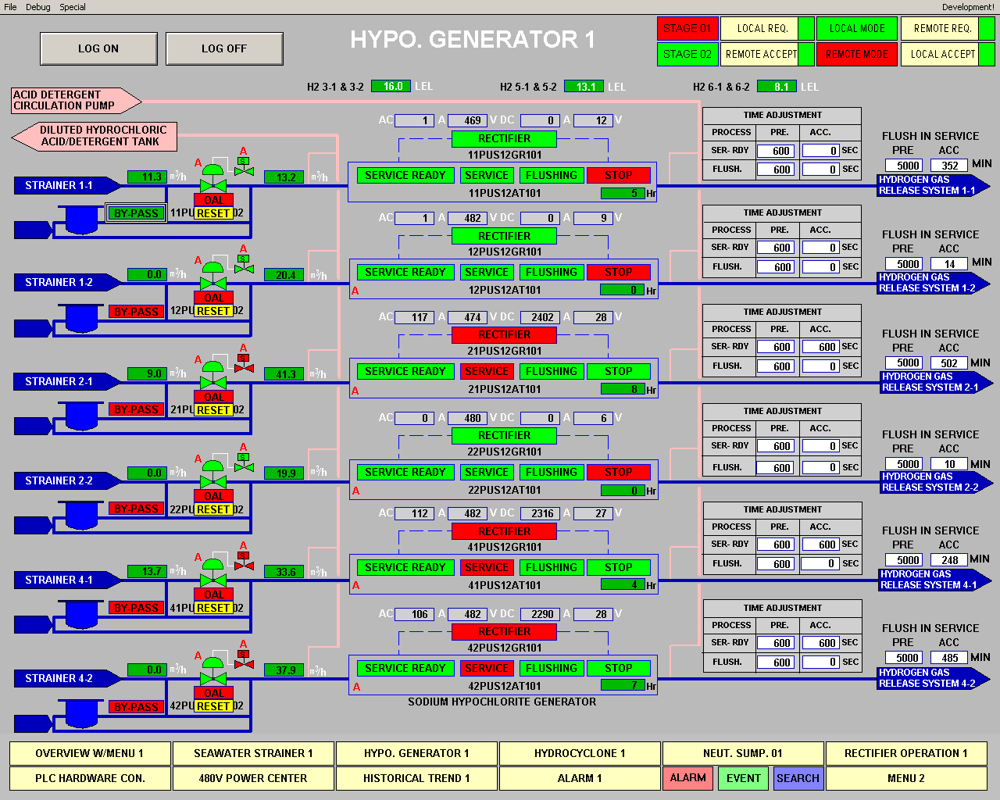 File Debug Special Development!
LOG ON LOG OFF HYPO. GENERATOR 1
STAGE 01 LOCAL REQ. LOCAL MODE REMOTE REQ.
STAGE 02 REMOTE ACCEPT REMOTE MODE LOCAL ACCEPT
H2 3-1 & 3-2 16.0 LEL H2 5-1 & 5-2 13.1 LEL H2 6-1 & 6-2 8.1 LEL
ACID DETERGENT
CIRCULATION PUMP
DILUTED HYDROCHLORIC
ACID/DETERGENT TANK
AC 1 A 469 V DC 0 A 12 V
RECTIFIER
11PUS12GR101
TIME ADJUSTMENT
PROCESS PRE. ACC.
SER- RDY 600 0 SEC
FLUSH. 600 0 SEC
FLUSH IN SERVICE
PRE ACC
5000 352 MIN
A
A S
11.3 m³/h 13.2 m³/h
STRAINER 1-1
SERVICE READY SERVICE FLUSHING STOP
11PUS12AT101 5 Hr
HYDROGEN GAS
RELEASE SYSTEM 1-1
OAL
BY-PASS 11PU RESET 02
AC 1 A 482 V DC 0 A 9 V
RECTIFIER
12PUS12GR101
TIME ADJUSTMENT
PROCESS PRE. ACC.
SER- RDY 600 0 SEC
FLUSH. 600 0 SEC
FLUSH IN SERVICE
PRE ACC
5000 14 MIN
A
A S
0.0 m³/h 20.4 m³/h
STRAINER 1-2
SERVICE READY SERVICE FLUSHING STOP
A 12PUS12AT101 0 Hr
HYDROGEN GAS
RELEASE SYSTEM 1-2
OAL
BY-PASS 12PU RESET 02
AC 117 A 474 V DC 2402 A 28 V
RECTIFIER
21PUS12GR101
TIME ADJUSTMENT
PROCESS PRE. ACC.
SER- RDY 600 600 SEC
FLUSH. 600 0 SEC
FLUSH IN SERVICE
PRE ACC
5000 502 MIN
A
A S
9.0 m³/h 41.3 m³/h
STRAINER 2-1
SERVICE READY SERVICE FLUSHING STOP
A 21PUS12AT101 8 Hr
HYDROGEN GAS
RELEASE SYSTEM 2-1
OAL
BY-PASS 21PU RESET 02
AC 0 A 480 V DC 0 A 6 V
RECTIFIER
22PUS12GR101
TIME ADJUSTMENT
PROCESS PRE. ACC.
SER- RDY 600 0 SEC
FLUSH. 600 0 SEC
FLUSH IN SERVICE
PRE ACC
5000 10 MIN
A
A S
0.0 m³/h 19.9 m³/h
STRAINER 2-2
SERVICE READY SERVICE FLUSHING STOP
A 22PUS12AT101 0 Hr
HYDROGEN GAS
RELEASE SYSTEM 2-2
OAL
BY-PASS 22PU RESET 02
AC 112 A 482 V DC 2316 A 27 V
RECTIFIER
41PUS12GR101
TIME ADJUSTMENT
PROCESS PRE. ACC.
SER- RDY 600 600 SEC
FLUSH. 600 0 SEC
FLUSH IN SERVICE
PRE ACC
5000 248 MIN
A
A S
13.7 m³/h 33.6 m³/h
STRAINER 4-1
SERVICE READY SERVICE FLUSHING STOP
A 41PUS12AT101 4 Hr
HYDROGEN GAS
RELEASE SYSTEM 4-1
OAL
BY-PASS 41PU RESET 02
AC 106 A 482 V DC 2290 A 28 V
RECTIFIER
42PUS12GR101
TIME ADJUSTMENT
PROCESS PRE. ACC.
SER- RDY 600 600 SEC
FLUSH. 600 0 SEC
FLUSH IN SERVICE
PRE ACC
5000 485 MIN
A
A S
0.0 m³/h 37.9 m³/h
STRAINER 4-2
SERVICE READY SERVICE FLUSHING STOP
A 42PUS12AT101 7 Hr
HYDROGEN GAS
RELEASE SYSTEM 4-2
OAL
BY-PASS 42PU RESET 02
SODIUM HYPOCHLORITE GENERATOR
OVERVIEW W/MENU 1 SEAWATER STRAINER 1 HYPO. GENERATOR 1 HYDROCYCLONE 1 NEUT. SUMP. 01 RECTIFIER OPERATION 1
PLC HARDWARE CON. 480V POWER CENTER HISTORICAL TREND 1 ALARM 1 ALARM EVENT SEARCH MENU 2